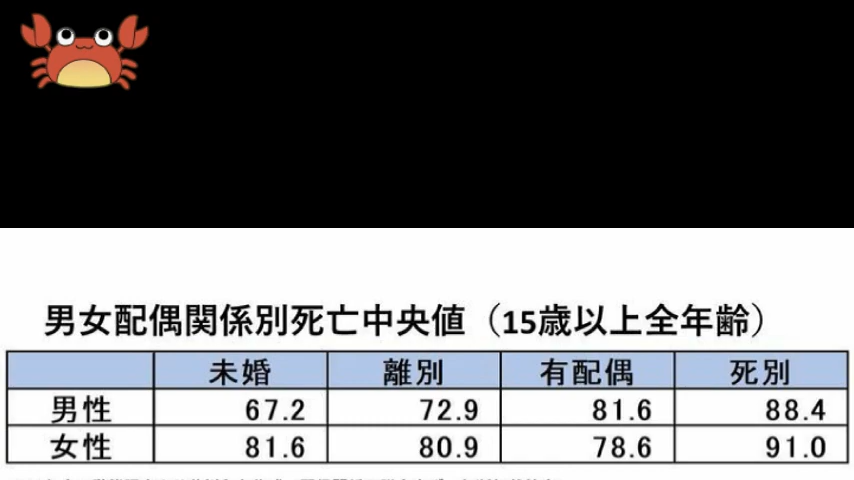 男女配偶関係別死亡中央値（15歳以上全年齢）
未婚 離別 有配偶 死別
男性 67.2 72.9 81.6 88.4
女性 81.6 80.9 78.6 91.0